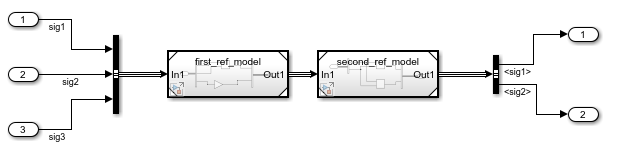 1
sig1
2
sig2
3
sig3
first_ref_model
In1
Out1
second_ref_model
In1
Out1
1
<sig1>
<sig2>
2